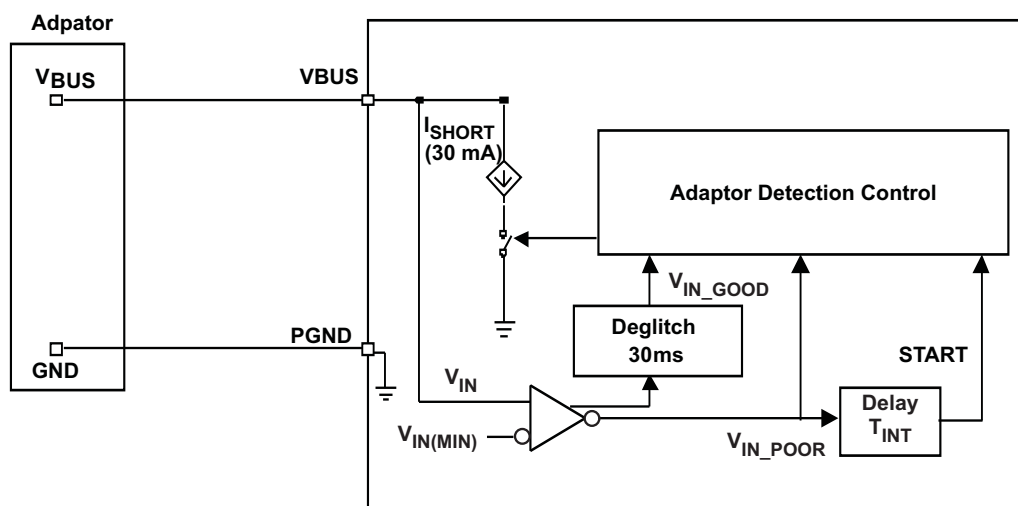 Adpator
VBUS
GND
VBUS
PGND
ISHORT
(30 mA)
Adaptor Detection Control
VIN_GOOD
Deglitch
30ms
START
VIN
VIN(MIN)
VIN_POOR
Delay
TINT